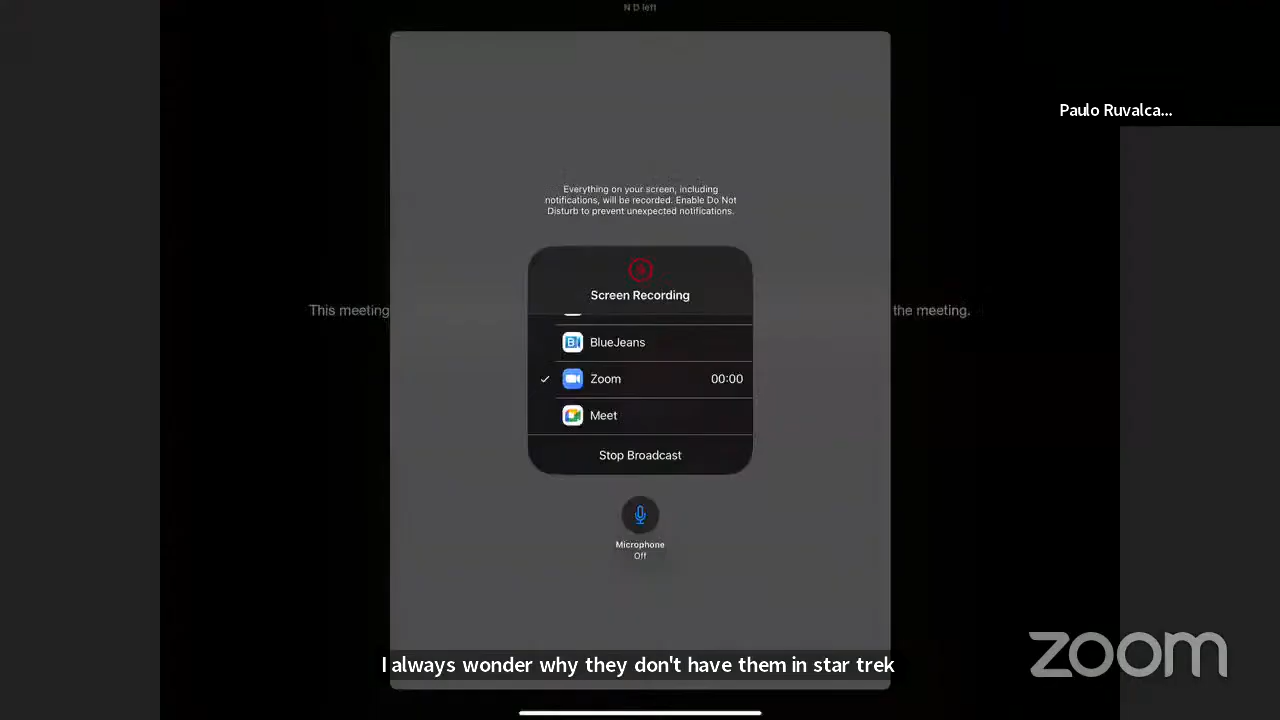 N D left
Paulo Ruvalca...
Everything on your screen, including
notifications, will be recorded. Enable Do Not
Disturb to prevent unexpected notifications.
Screen Recording
This meeting
the meeting.
BlueJeans
Zoom 00:00
Meet
Stop Broadcast
Microphone
Off
I always wonder why they don't have them in star trek
zoom